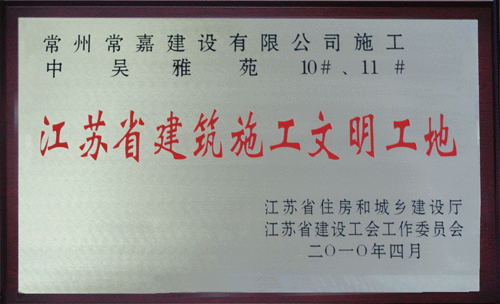 常州常嘉建设有限公司施工
中吴雅苑 10#、11#
江苏省建筑施工文明工地
江苏省住房和城乡建设厅
江苏省建设工会工作委员会
二〇一〇年四月